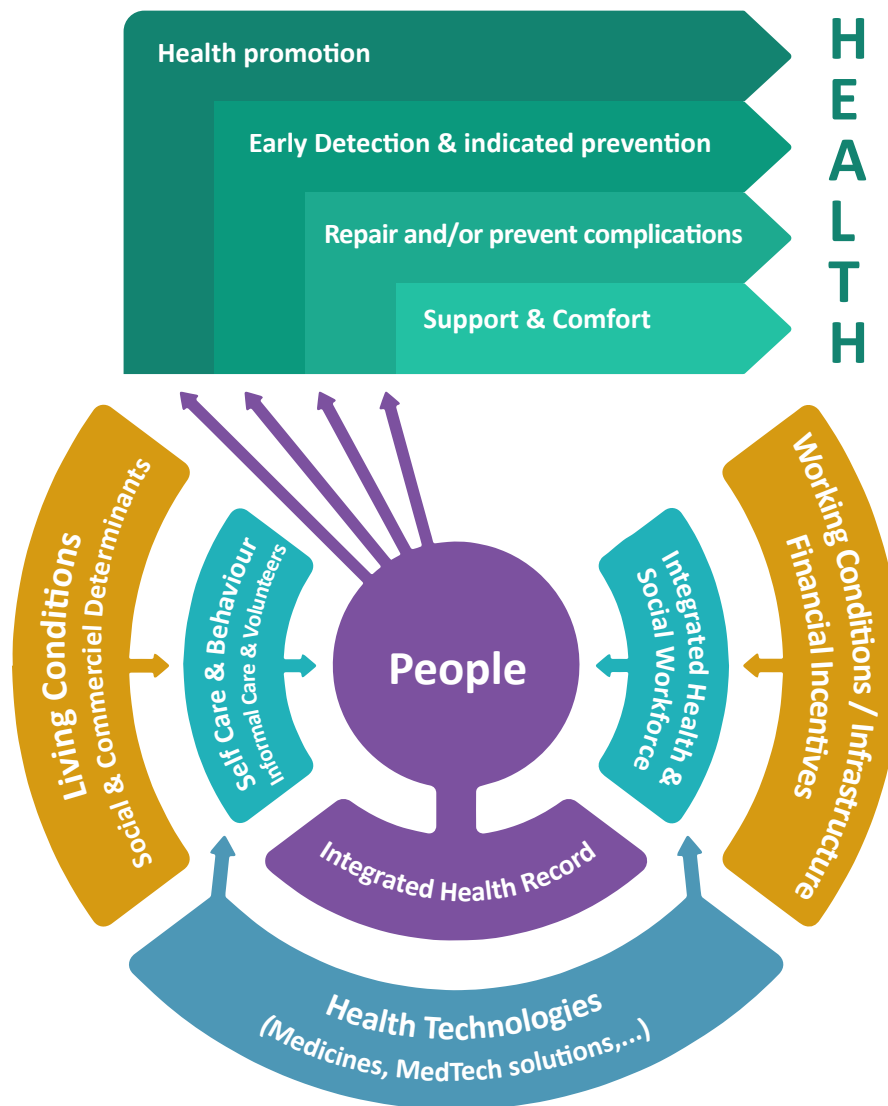 Health promotion
Early Detection & indicated prevention
Repair and/or prevent complications
Support & Comfort
HEALTH
Living Conditions
Social & Commerciel Determinants
Self Care & Behaviour
Informal Care & Volunteers
People
Integrated Health &
Social Workforce
Working Conditions / Infrastructure
Financial Incentives
Integrated Health Record
Health Technologies
(Medicines, MedTech solutions,...)